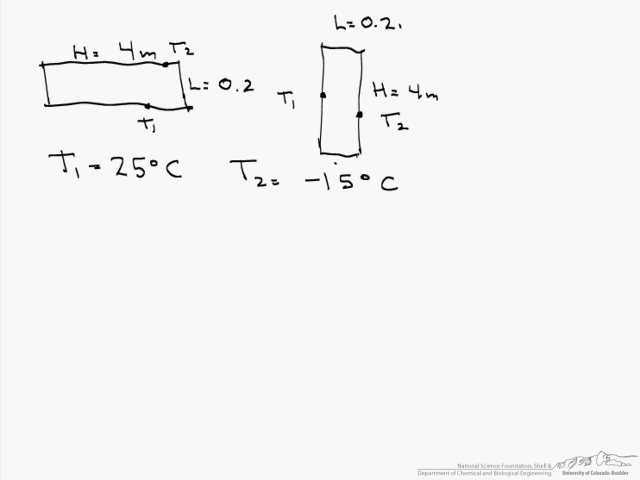 L= 0.2.
H= 4m T2
L= 0.2
T1
T1
H= 4m
T2
T1 = 25°C T2= -15°C
National Science Foundation, Shell &
Department of Chemical and Biological Engineering
University of Colorado-Boulder